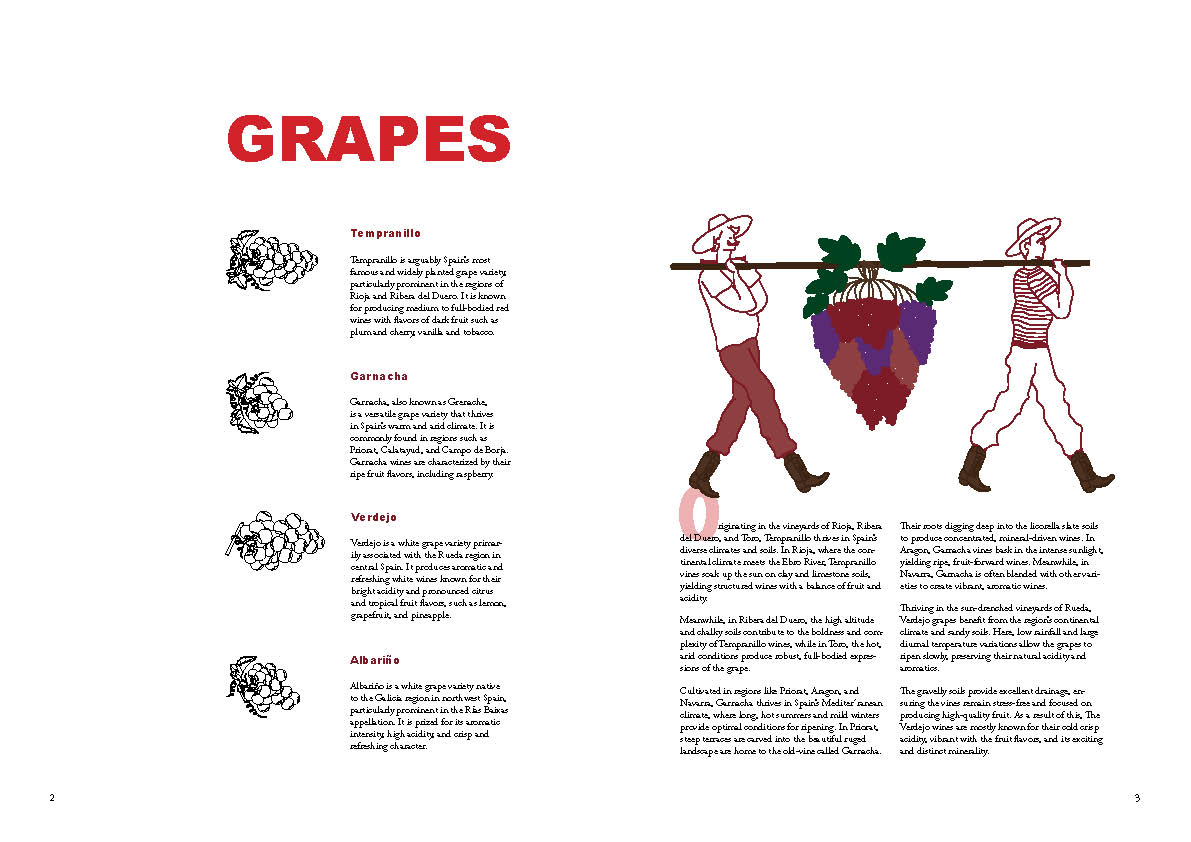 GRAPES
Tempranillo
Tempranillo is arguably Spain's most
famous and widely planted grape variety,
particularly prominent in the regions of
Rioja and Ribera del Duero. It is known
for producing medium to full-bodied red
wines with flavors of dark fruit such as
plum and cherry, vanilla and tobacco.
Garnacha
Garnacha, also known as Grenache,
is a versatile grape variety that thrives
in Spain's warm and arid climate. It is
commonly found in regions such as
Priorat, Calatayud, and Campo de Borja.
Garnacha wines are characterized by their
ripe fruit flavors, including raspberry.
Verdejo
Verdejo is a white grape variety primar-
ily associated with the Rueda region in
central Spain. It produces aromatic and
refreshing white wines known for their
bright acidity and pronounced citrus
and tropical fruit flavors, such as lemon,
grapefruit, and pineapple.
Albariño
Albariño is a white grape variety native
to the Galicia region in northwest Spain,
particularly prominent in the Rías Baixas
appellation. It is prized for its aromatic
intensity, high acidity, and crisp and
refreshing character.
2
Originating in the vineyards of Rioja, Ribera
del Duero, and Toro, Tempranillo thrives in Spain's
diverse climates and soils. In Rioja, where the con-
tinental climate meets the Ebro River, Tempranillo
vines soak up the sun on clay and limestone soils,
yielding structured wines with a balance of fruit and
acidity.
Meanwhile, in Ribera del Duero, the high altitude
and chalky soils contribute to the boldness and com-
plexity of Tempranillo wines, while in Toro, the hot,
arid conditions produce robust, full-bodied expres-
sions of the grape.
Cultivated in regions like Priorat, Aragon, and
Navarra, Garnacha thrives in Spain's Mediter´ranean
climate, where long, hot summers and mild winters
provide optimal conditions for ripening. In Priorat,
steep terraces are carved into the beautiful ruged
landscape are home to the old-vine called Garnacha.
Their roots digging deep into the licorella slate soils
to produce concentrated, mineral-driven wines. In
Aragon, Garnacha vines bask in the intense sunlight,
yielding ripe, fruit-forward wines. Meanwhile, in
Navarra, Garnacha is often blended with other vari-
eties to create vibrant, aromatic wines.
Thriving in the sun-drenched vineyards of Rueda,
Verdejo grapes benefit from the region's continental
climate and sandy soils. Here, low rainfall and large
diurnal temperature variations allow the grapes to
ripen slowly, preserving their natural acidity and
aromatics.
The gravelly soils provide excellent drainage, en-
suring the vines remain stress-free and focused on
producing high-quality fruit. As a result of this, The
Verdejo wines are mostly known for their cold crisp
acidity, vibrant with the fruit flavors, and its exciting
and distinct minerality.
3